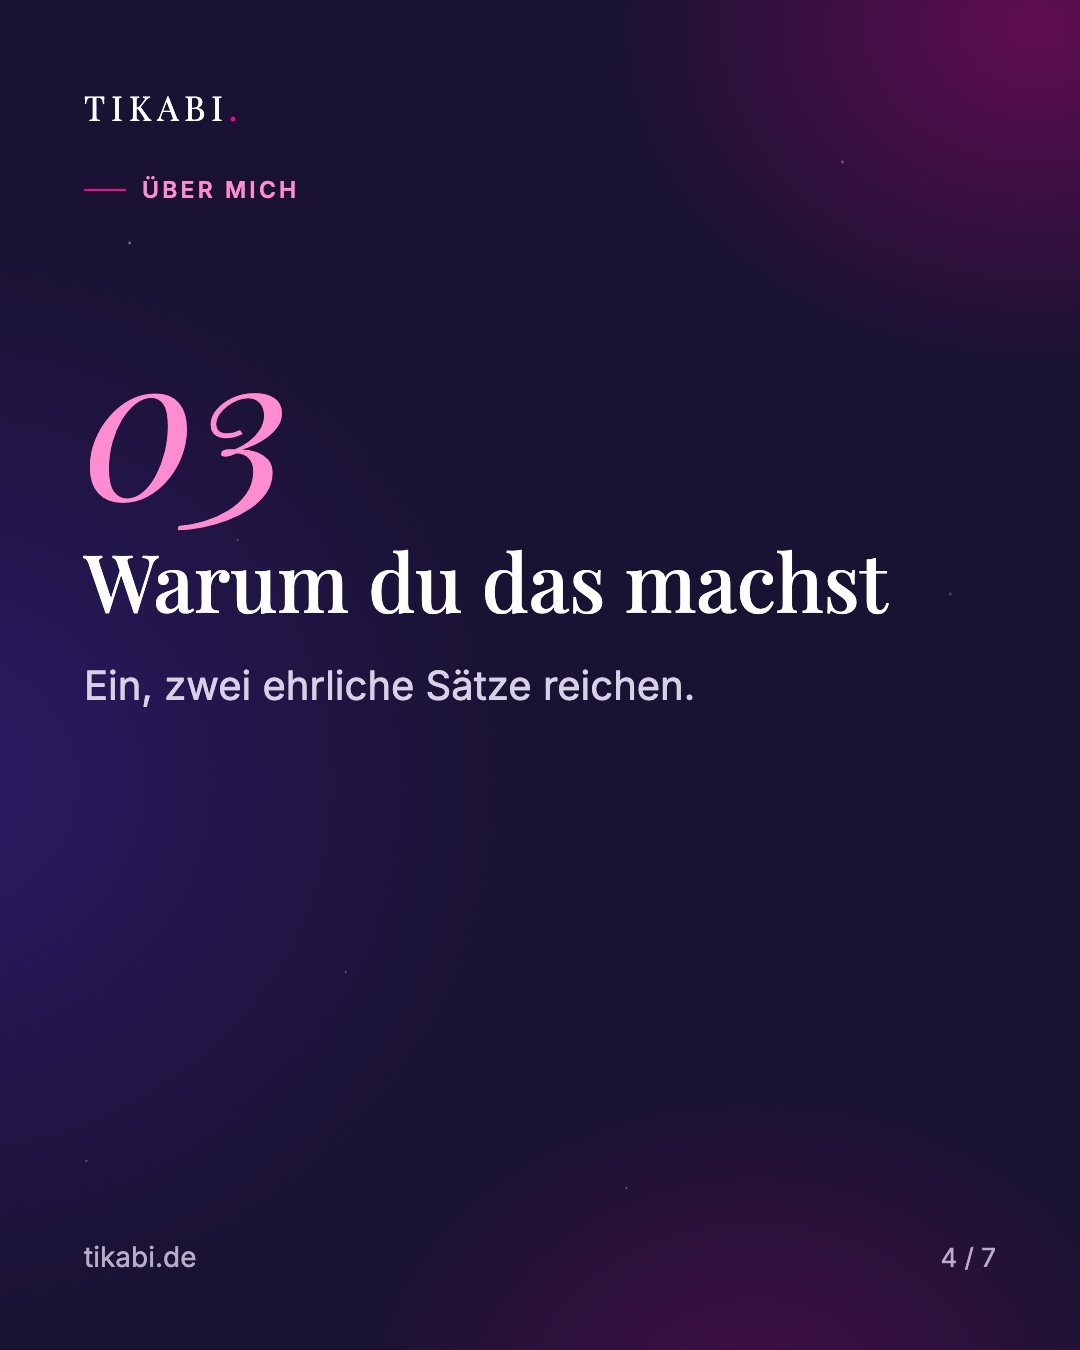 TIKABI.
ÜBER MICH
03
Warum du das machst
Ein, zwei ehrliche Sätze reichen.
tikabi.de
4 / 7